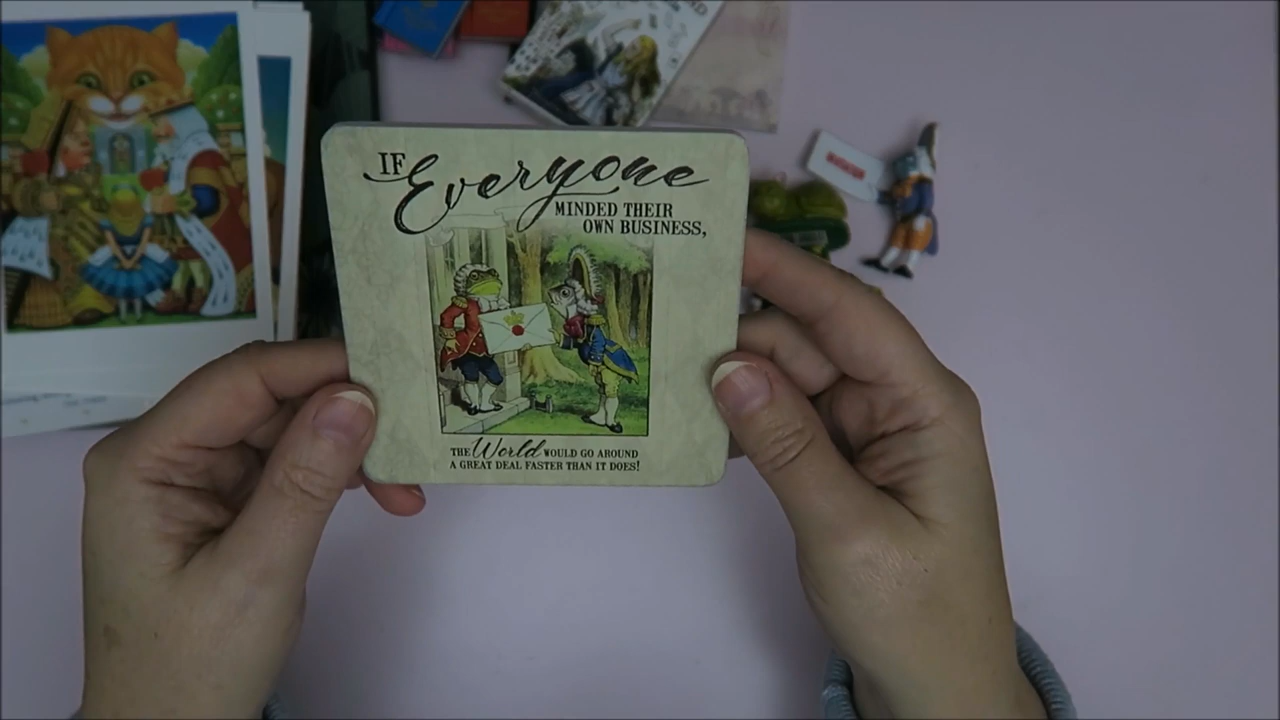 IF Everyone
MINDED THEIR
OWN BUSINESS,
THE World WOULD GO AROUND
A GREAT DEAL FASTER THAN IT DOES!